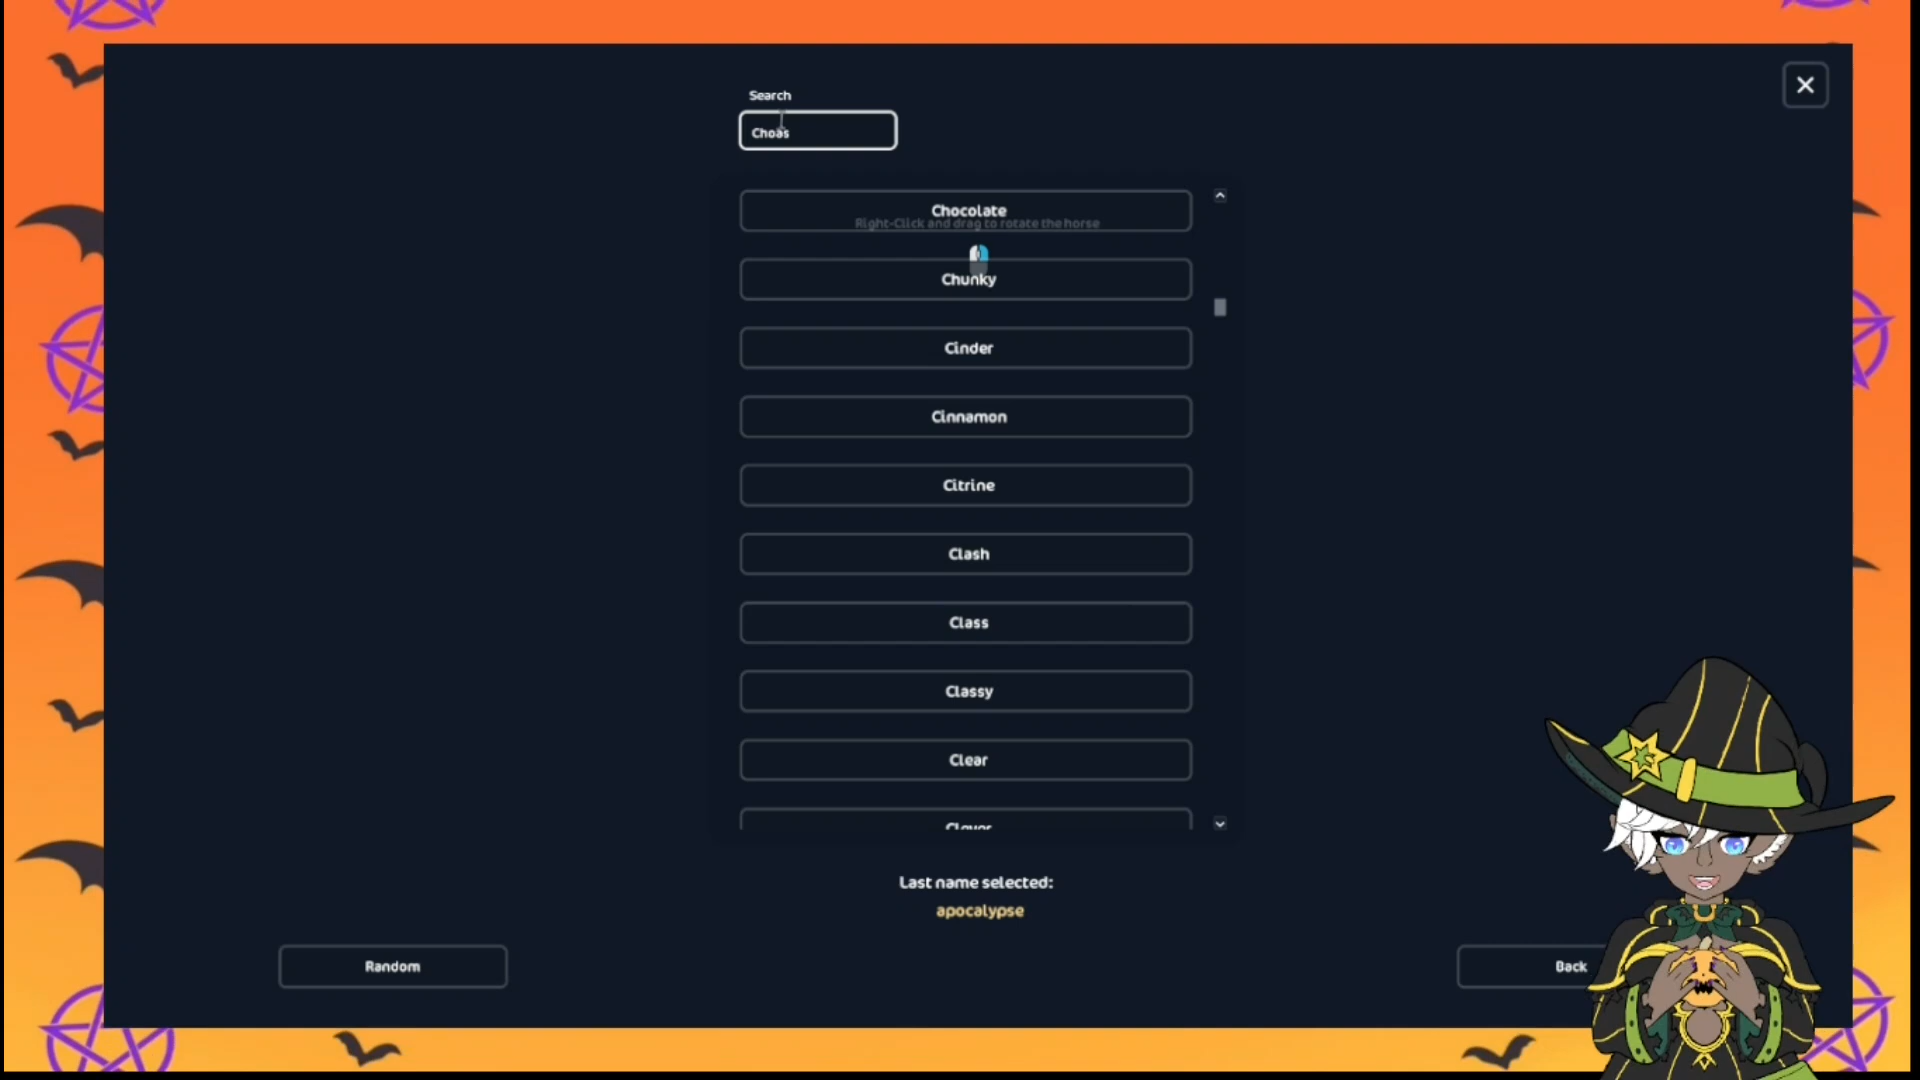 Search
Choas
Chocolate
Right-Click and drag to rotate the horse
Chunky
Cinder
Cinnamon
Citrine
Clash
Class
Classy
Clear
Clever
Last name selected:
apocalypse
Random
Back